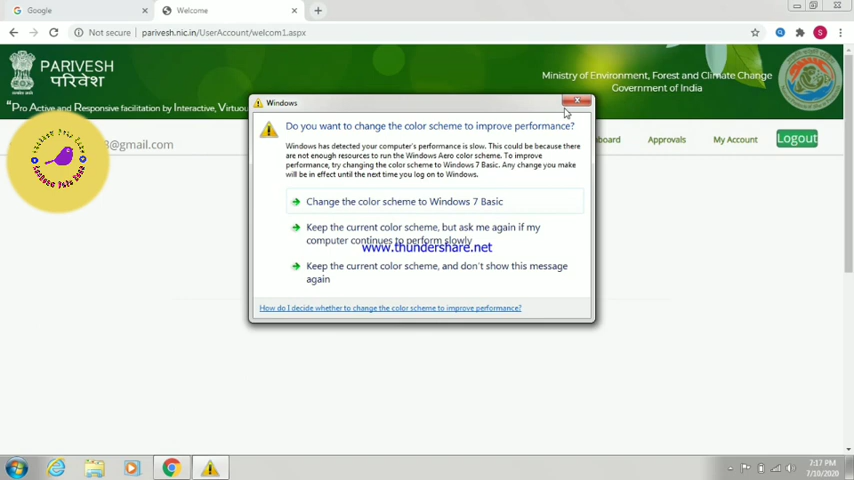 Google
Welcome
Not secure
parivesh.nic.in/UserAccount/welcom1.aspx
S
PARIVESH
परिवेश
Ministry of Environment, Forest and Climate Change
Government of India
"Pro Active and Responsive facilitation by Interactive,
8@gmail.com
Approvals
My Account
Logout
Windows
Do you want to change the color scheme to improve performance?
Windows has detected your computer's performance is slow. This could be because there
are not enough resources to run the Windows Aero color scheme. To improve
performance, try changing the color scheme to Windows 7 Basic. Any change you make
will be in effect until the next time you log on to Windows.
Change the color scheme to Windows 7 Basic
Keep the current color scheme, but ask me again if my
computer continues to perform slowly
www.thundershare.net
Keep the current color scheme, and don't show this message
again
How do I decide whether to change the color scheme to improve performance?
7:17 PM
7/10/2020